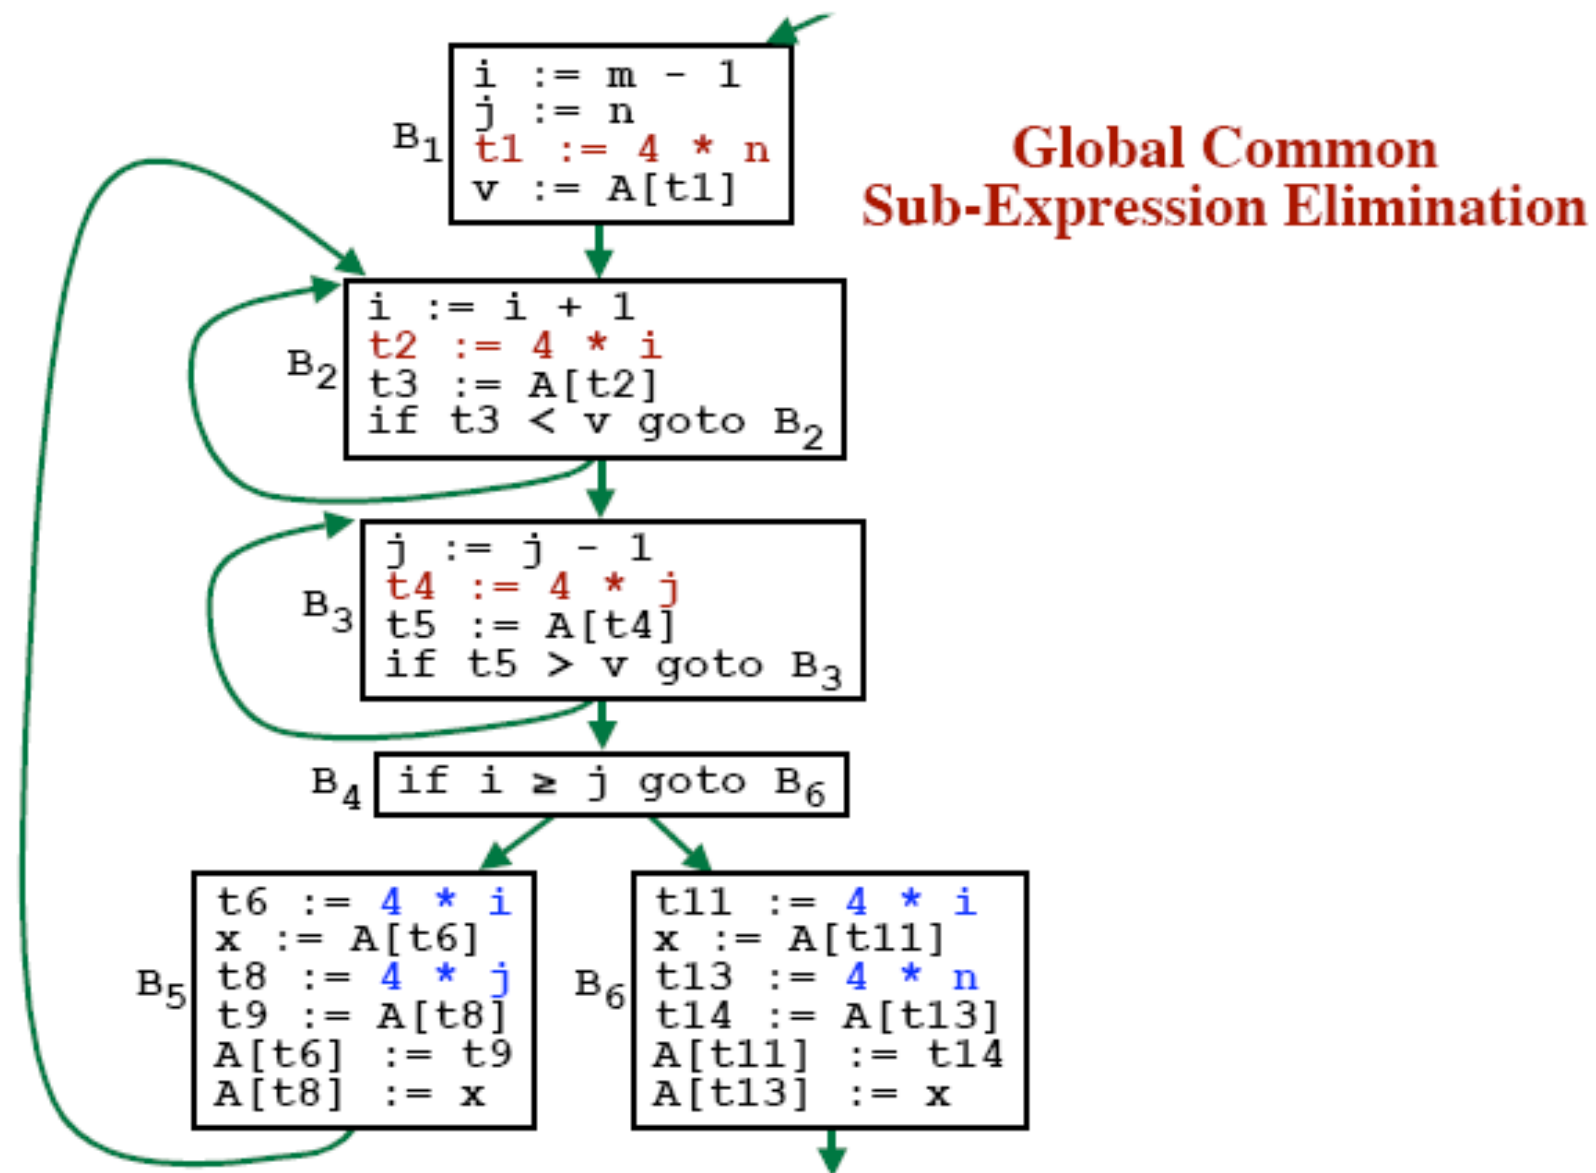 i := m - 1
j := n
B1
t1 := 4 * n
v := A[t1]
Global Common
Sub-Expression Elimination
i := i + 1
t2 := 4 * i
B2
t3 := A[t2]
if t3 < v goto B2
j := j - 1
t4 := 4 * j
B3
t5 := A[t4]
if t5 > v goto B3
B4
if i ≥ j goto B6
t6 := 4 * i
x := A[t6]
t8 := 4 * j
B5
t9 := A[t8]
A[t6] := t9
A[t8] := x
t11 := 4 * i
x := A[t11]
t13 := 4 * n
B6
t14 := A[t13]
A[t11] := t14
A[t13] := x